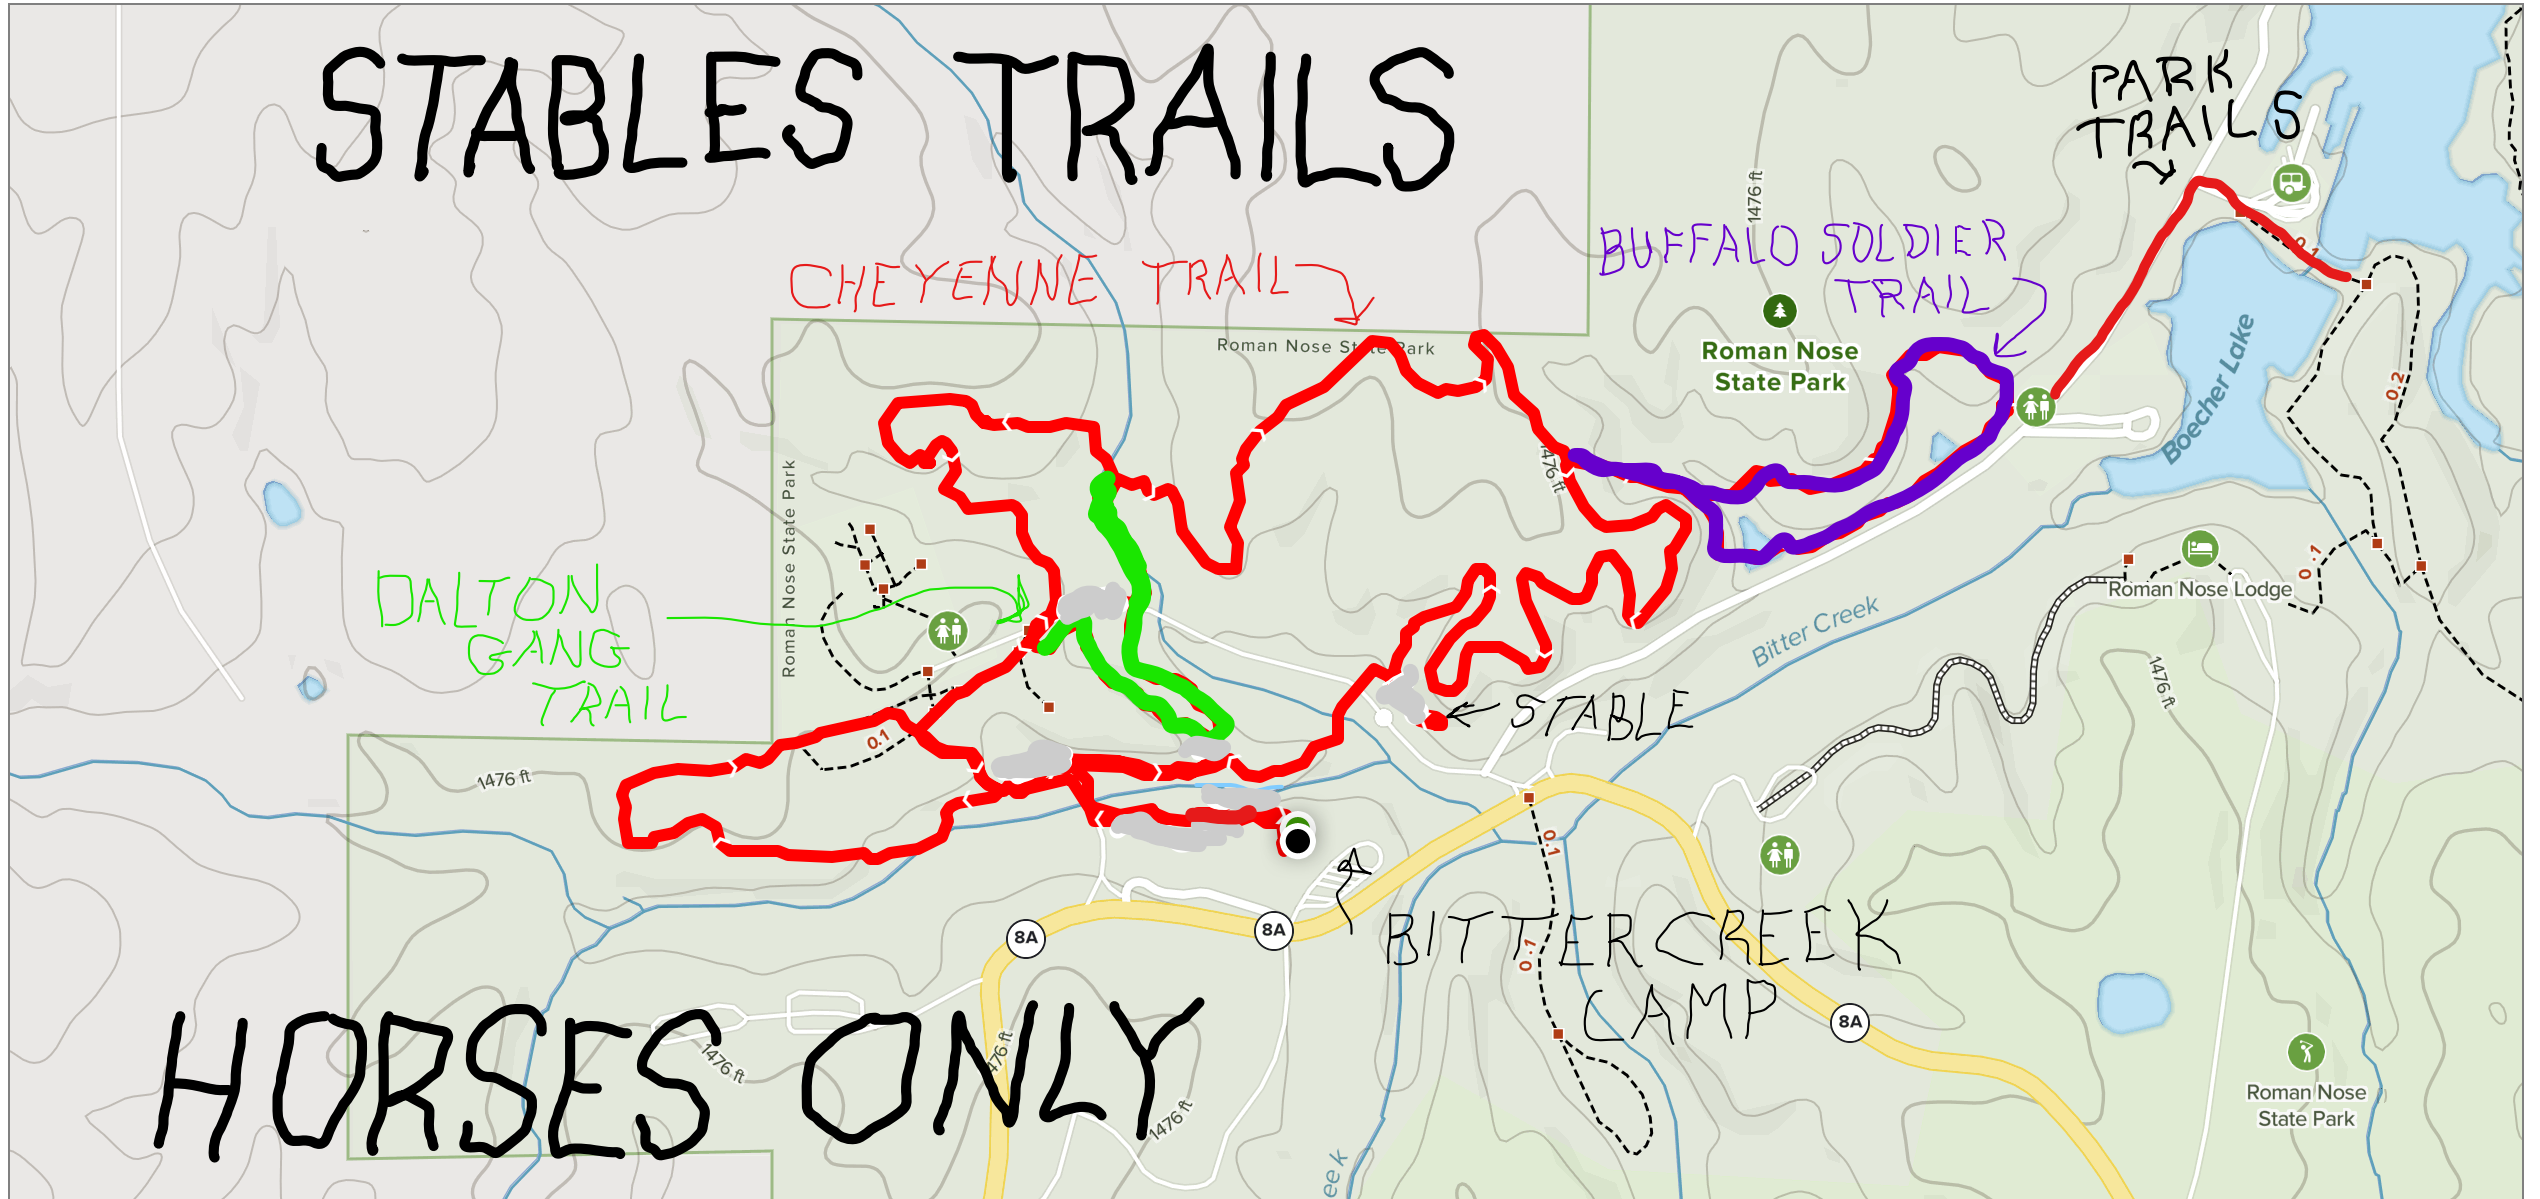 STABLES TRAILS
PARK
TRAILS
1476 ft
BUFFALO SOLDIER
TRAIL
CHEYENNE TRAIL
0.1
Roman Nose State Park
Roman Nose
State Park
Boecher Lake
0.2
1476 ft
Roman Nose State Park
DALTON
GANG
TRAIL
0.1
Roman Nose Lodge
Bitter Creek
1476 ft
STABLE
0.1
1476 ft
0.1
8A
8A
BITTERCREEK
CAMP
0.1
8A
HORSES ONLY
1476 ft
476 ft
1476 ft
Roman Nose
State Park
eek